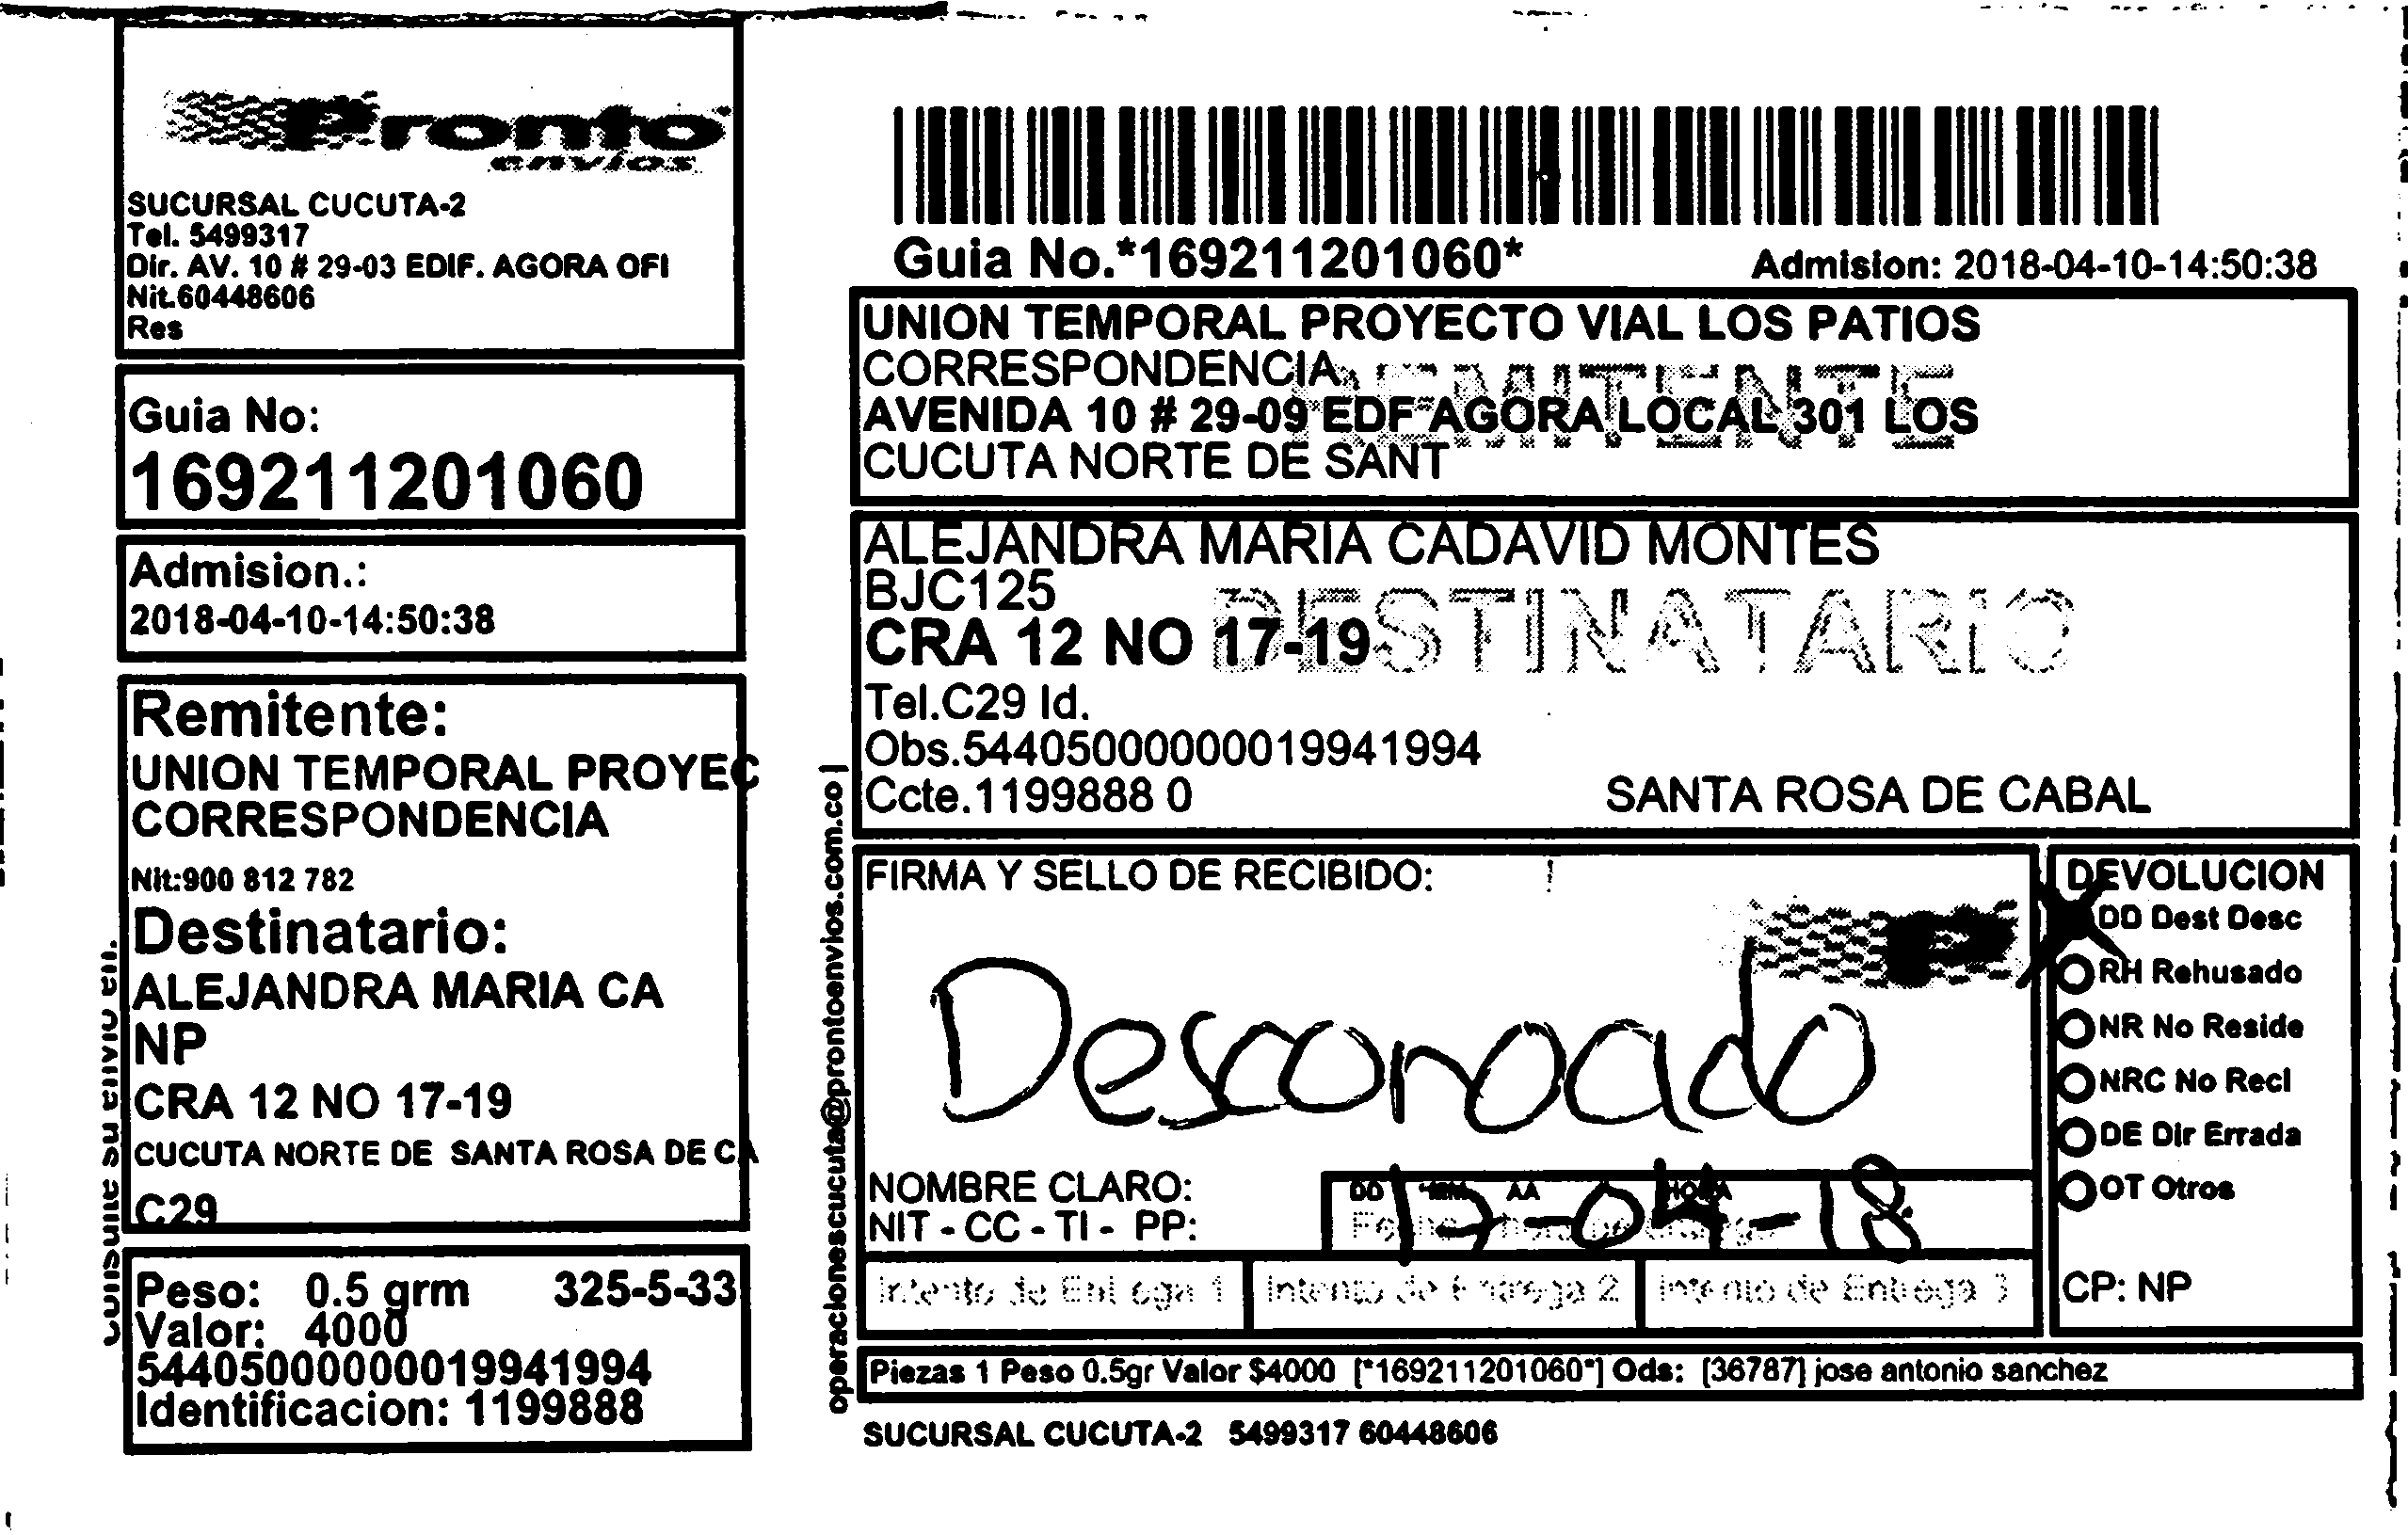 Pronto
envios
SUCURSAL CUCUTA-2
Tel. 5499317
Dir. AV. 10 # 29-03 EDIF. AGORA OFI
Nit.60448606
Res
Guia No:
169211201060
Admision.:
2018-04-10-14:50:38
Remitente:
UNION TEMPORAL PROYEC
CORRESPONDENCIA
Nit:900 812 782
Destinatario:
ALEJANDRA MARIA CA
NP
CRA 12 NO 17-19
CUCUTA NORTE DE SANTA ROSA DE CA
C29
Peso: 0.5 grm 325-5-33
Valor: 4000
544050000000019941994
Identificacion: 1199888
su envio en.
operacionescucuta@prontoenvios.com.co
Guia No.*169211201060* Admision: 2018-04-10-14:50:38
UNION TEMPORAL PROYECTO VIAL LOS PATIOS
CORRESPONDENCIA
REMITENTE
AVENIDA 10 # 29-09 EDF AGORA LOCAL 301 LOS
CUCUTA NORTE DE SANT
ALEJANDRA MARIA CADAVID MONTES
BJC125
DESTINATARIO
CRA 12 NO 17-19
Tel.C29 Id.
Obs.544050000000019941994
Ccte.1199888 0 SANTA ROSA DE CABAL
FIRMA Y SELLO DE RECIBIDO:
P
NOMBRE CLARO:
NIT - CC - TI - PP:
DD MM AA HORA
17-04-18
Intento de Entrega 1 Intento de Entrega 2 Intento de Entrega 3
DEVOLUCION
DD Dest Desc
RH Rehusado
NR No Reside
NRC No Reci
DE Dir Errada
OT Otros
CP: NP
Piezas 1 Peso 0.5gr Valor $4000 [*169211201060*] Ods: [36787] jose antonio sanchez
SUCURSAL CUCUTA-2 5499317 60448606